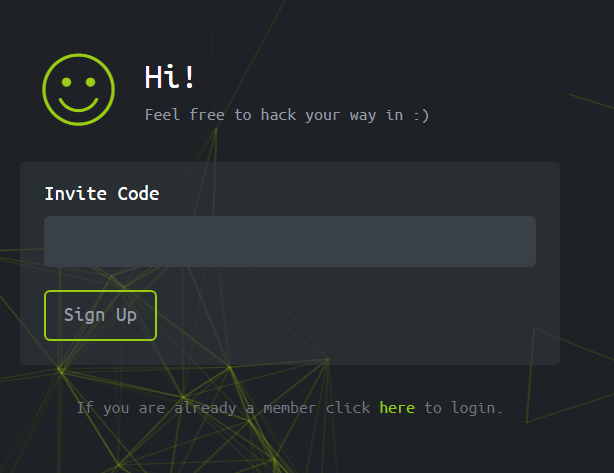 Hi!
Feel free to hack your way in :)
Invite Code
Sign Up
If you are already a member click here to login.